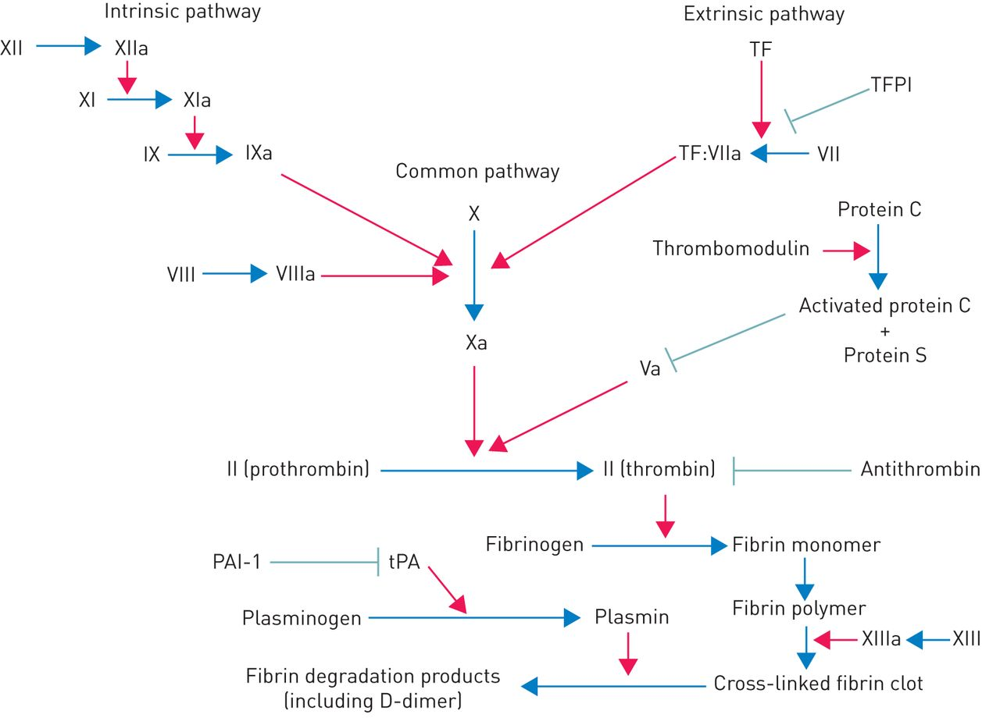 Intrinsic pathway
Extrinsic pathway
XII
XIIa
TF
TFPI
XI
XIa
IX
IXa
TF:VIIa
VII
Common pathway
X
Protein C
Thrombomodulin
VIII
VIIIa
Activated protein C
+
Protein S
Xa
Va
II (prothrombin)
II (thrombin)
Antithrombin
Fibrinogen
Fibrin monomer
PAI-1
tPA
Fibrin polymer
Plasminogen
Plasmin
XIIIa
XIII
Fibrin degradation products
(including D-dimer)
Cross-linked fibrin clot